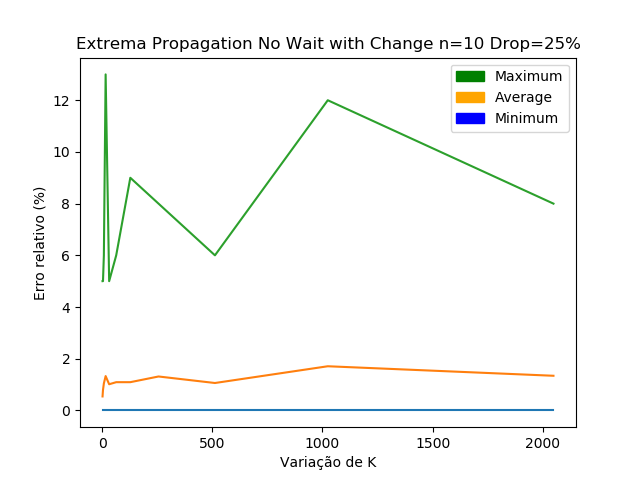 Extrema Propagation No Wait with Change n=10 Drop=25%
Maximum
Average
Minimum
Erro relativo (%)
12
10
8
6
4
2
0
0 500 1000 1500 2000
Variação de K